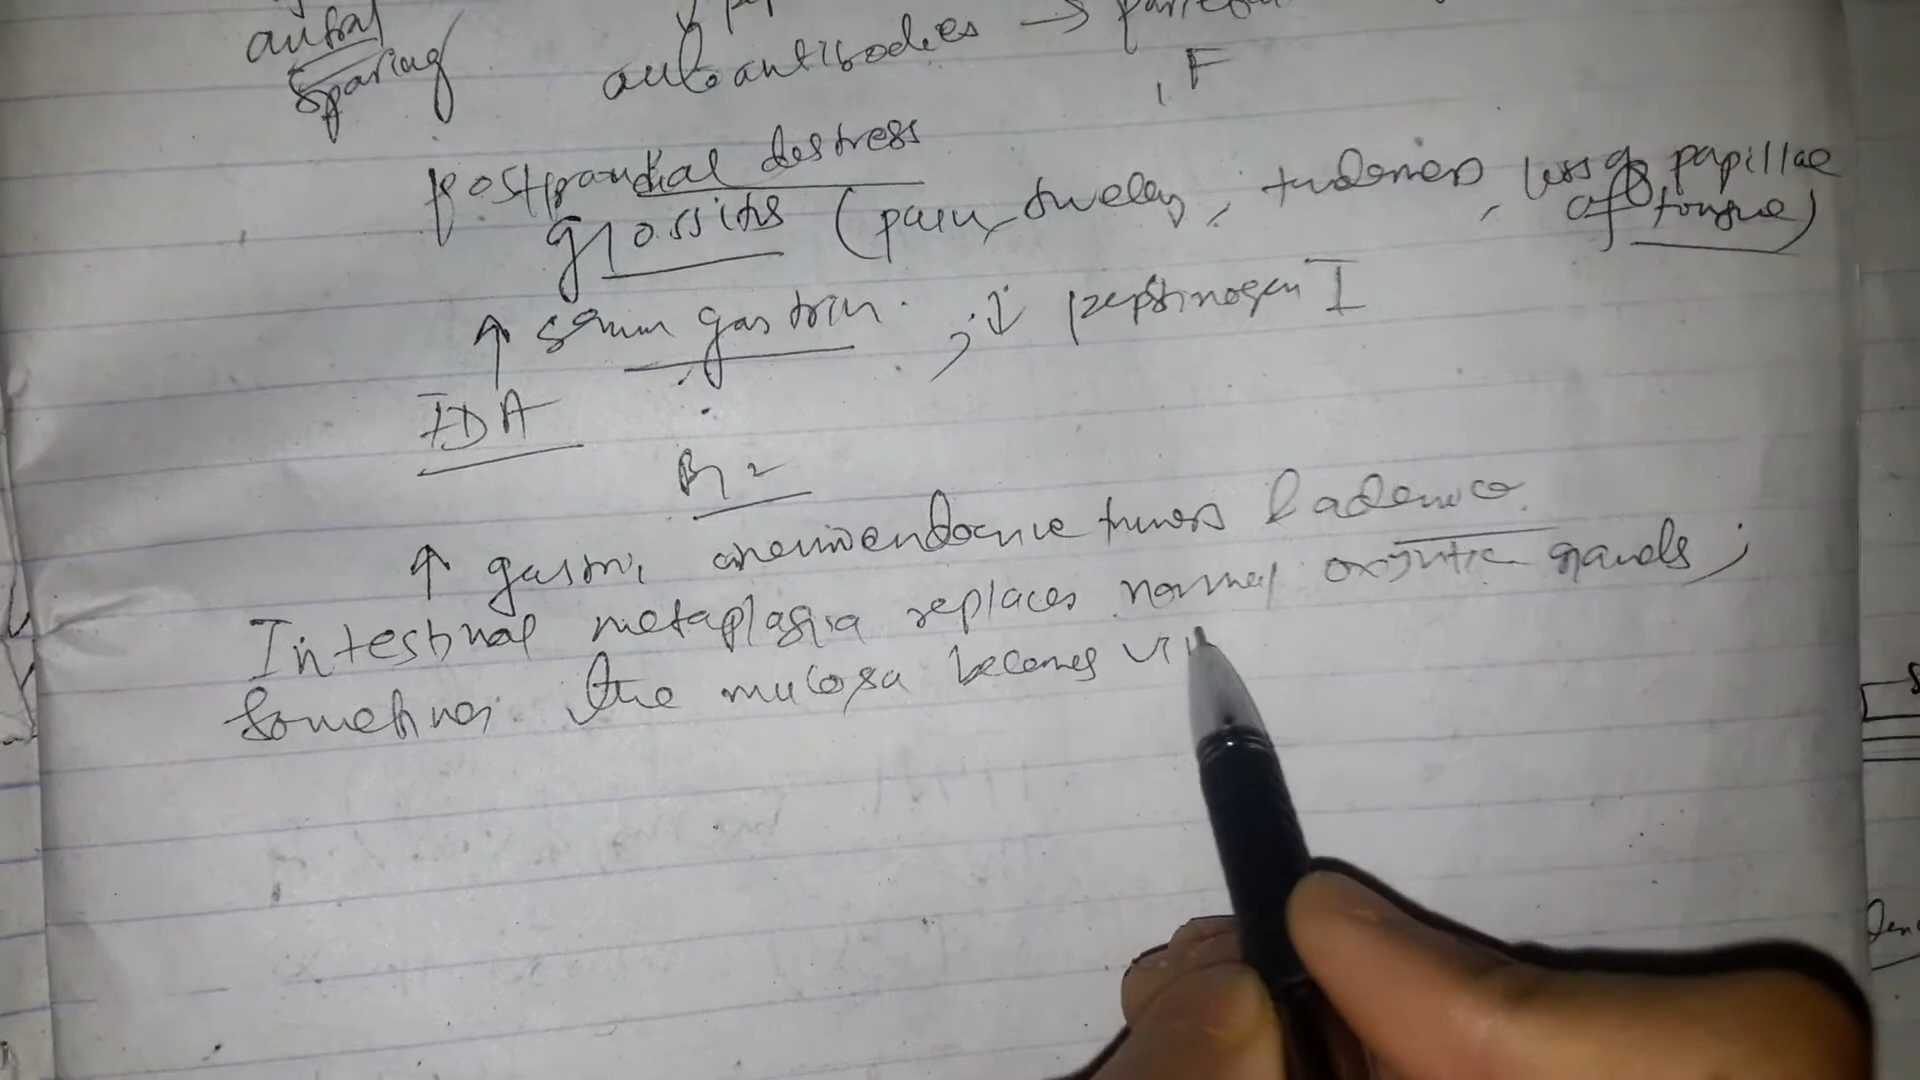 antral
sparing
autoantibodies → parietal
, F
postprandial distress
glossitis (pain, swelling, tenderness, loss of papillae
of tongue)
↑ serum gastrin. , ↓ pepsinogen I
IDA
B12
↑ gastric neuroendocrine tumors & adenoca.
Intestinal metaplasia replaces normal oxyntic glands;
Sometimes the mucosa becomes